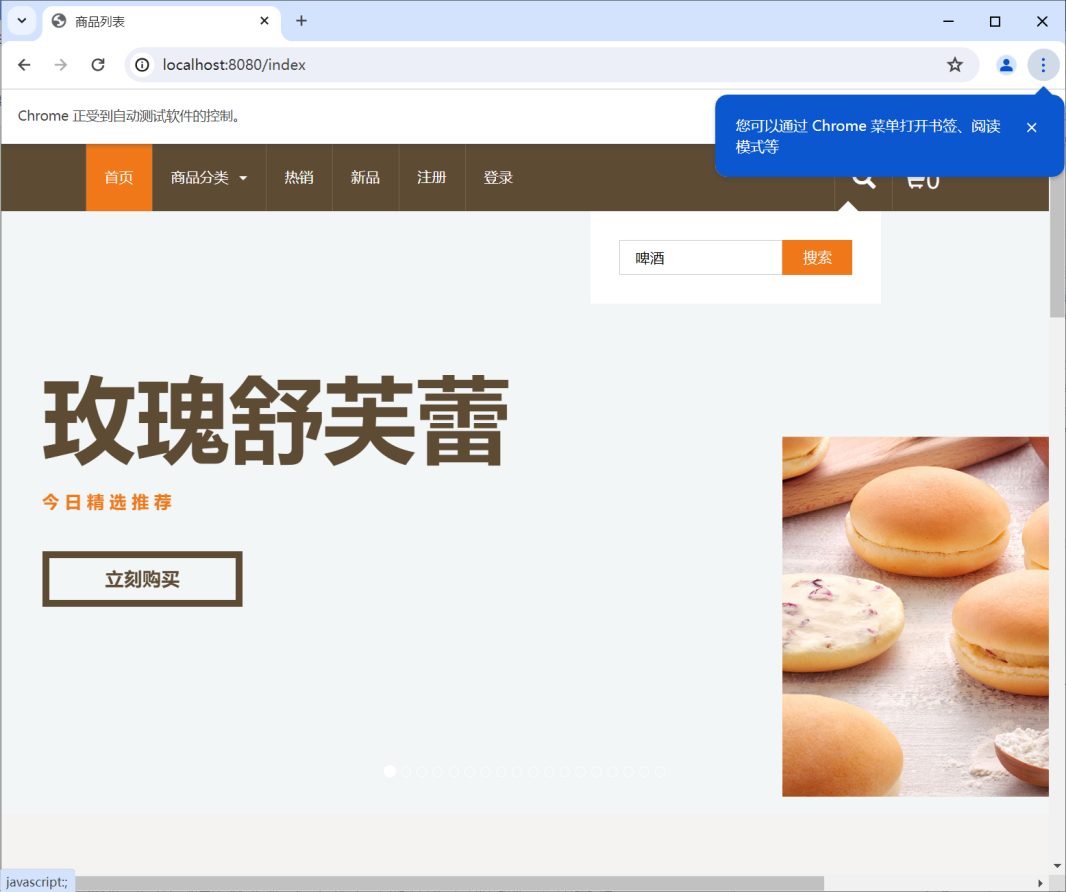 商品列表
localhost:8080/index
Chrome 正受到自动测试软件的控制。
您可以通过 Chrome 菜单打开书签、阅读
模式等
首页 商品分类 热销 新品 注册 登录 0
啤酒 搜索
玫瑰舒芙蕾
今日精选推荐
立刻购买
javascript:;